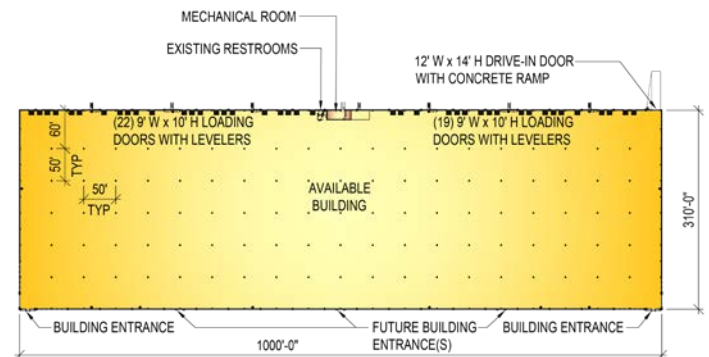 MECHANICAL ROOM
EXISTING RESTROOMS
12' W x 14' H DRIVE-IN DOOR
WITH CONCRETE RAMP
(22) 9' W x 10' H LOADING
DOORS WITH LEVELERS
(19) 9' W x 10' H LOADING
DOORS WITH LEVELERS
60'
50'
TYP
50'
TYP
AVAILABLE
BUILDING
310'-0"
BUILDING ENTRANCE
FUTURE BUILDING
ENTRANCE(S)
BUILDING ENTRANCE
1000'-0"